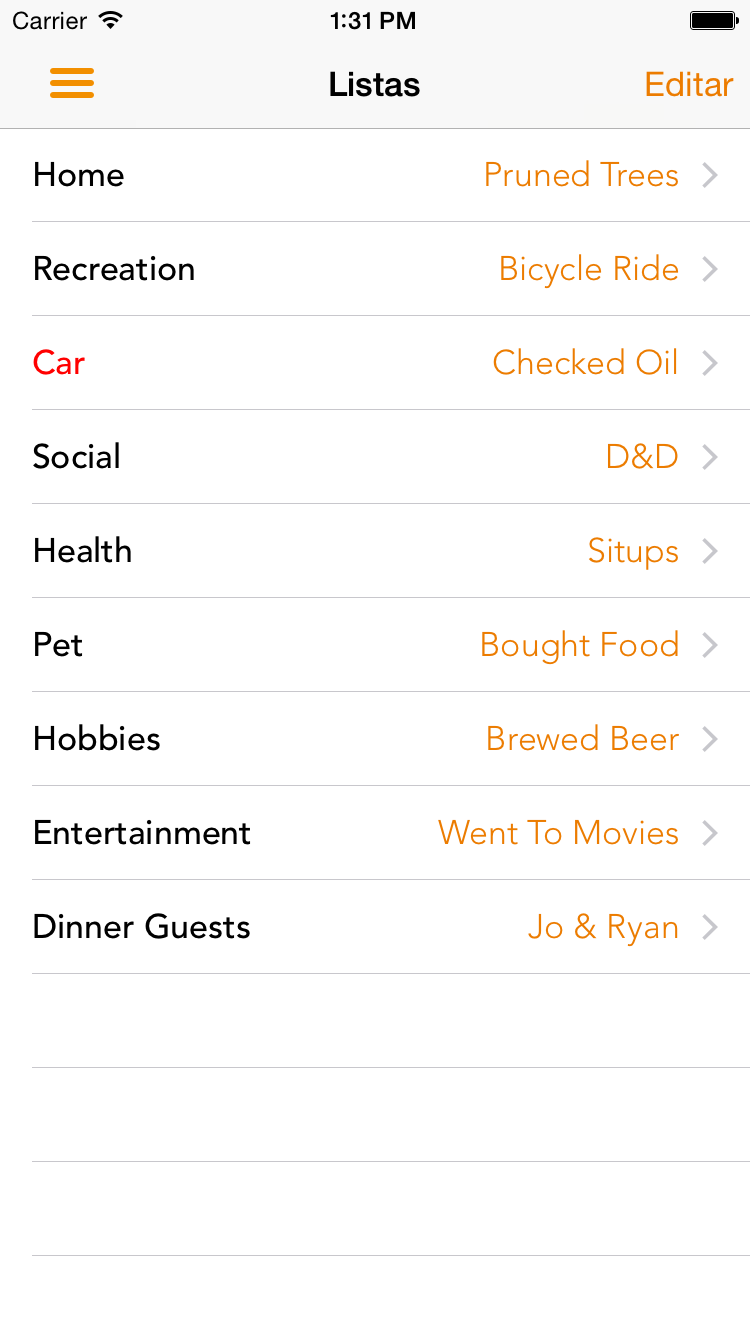 Carrier 1:31 PM
Listas Editar
Home Pruned Trees
Recreation Bicycle Ride
Car Checked Oil
Social D&D
Health Situps
Pet Bought Food
Hobbies Brewed Beer
Entertainment Went To Movies
Dinner Guests Jo & Ryan